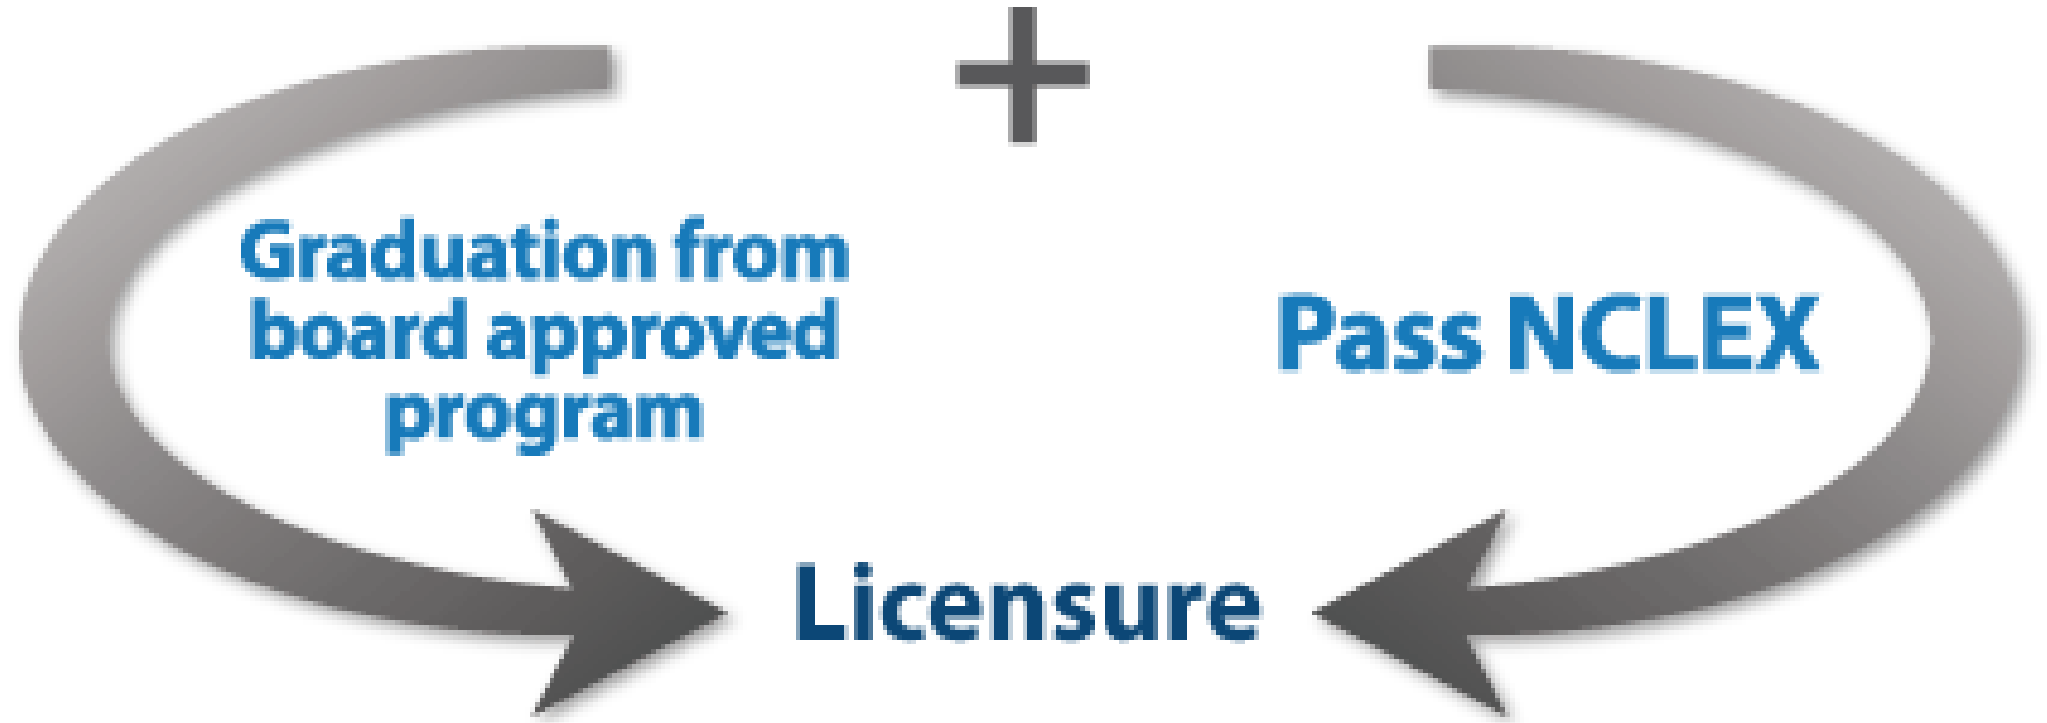 +
Graduation from
board approved
program
Pass NCLEX
Licensure